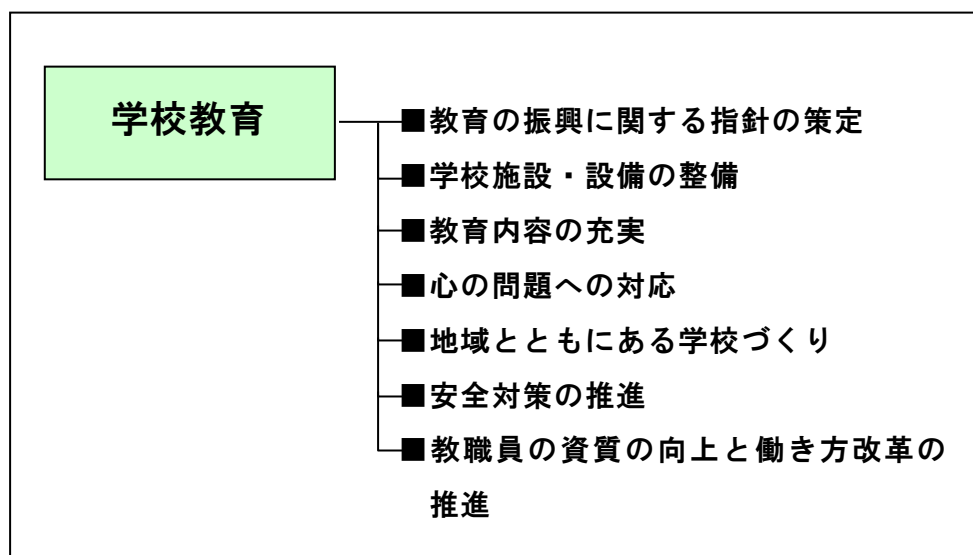 学校教育
■教育の振興に関する指針の策定
■学校施設・設備の整備
■教育内容の充実
■心の問題への対応
■地域とともにある学校づくり
■安全対策の推進
■教職員の資質の向上と働き方改革の
推進